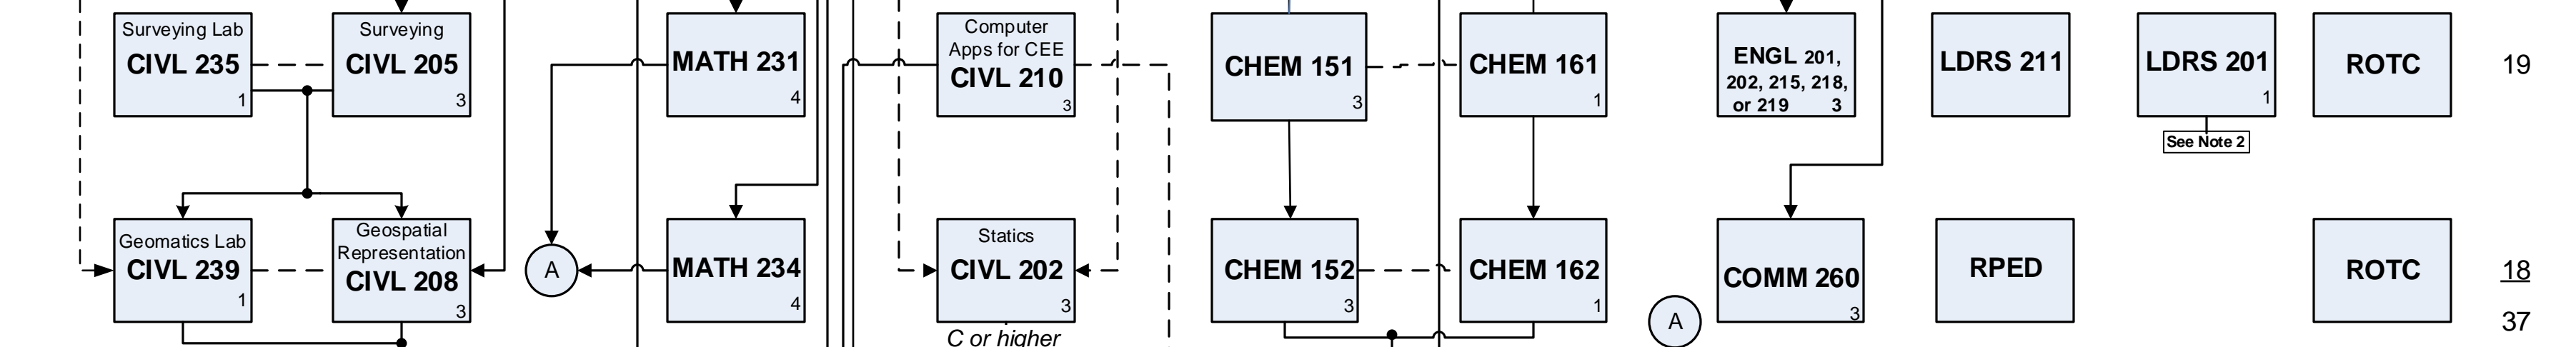 Surveying Lab
CIVL 235
1
Surveying
CIVL 205
3
MATH 231
4
Computer
Apps for CEE
CIVL 210
3
CHEM 151
3
CHEM 161
1
ENGL 201,
202, 215, 218,
or 219 3
LDRS 211
LDRS 201
1
See Note 2
ROTC
19
Geomatics Lab
CIVL 239
1
Geospatial
Representation
CIVL 208
3
A
MATH 234
4
Statics
CIVL 202
3
C or higher
CHEM 152
3
CHEM 162
1
A
COMM 260
3
RPED
ROTC
18
37